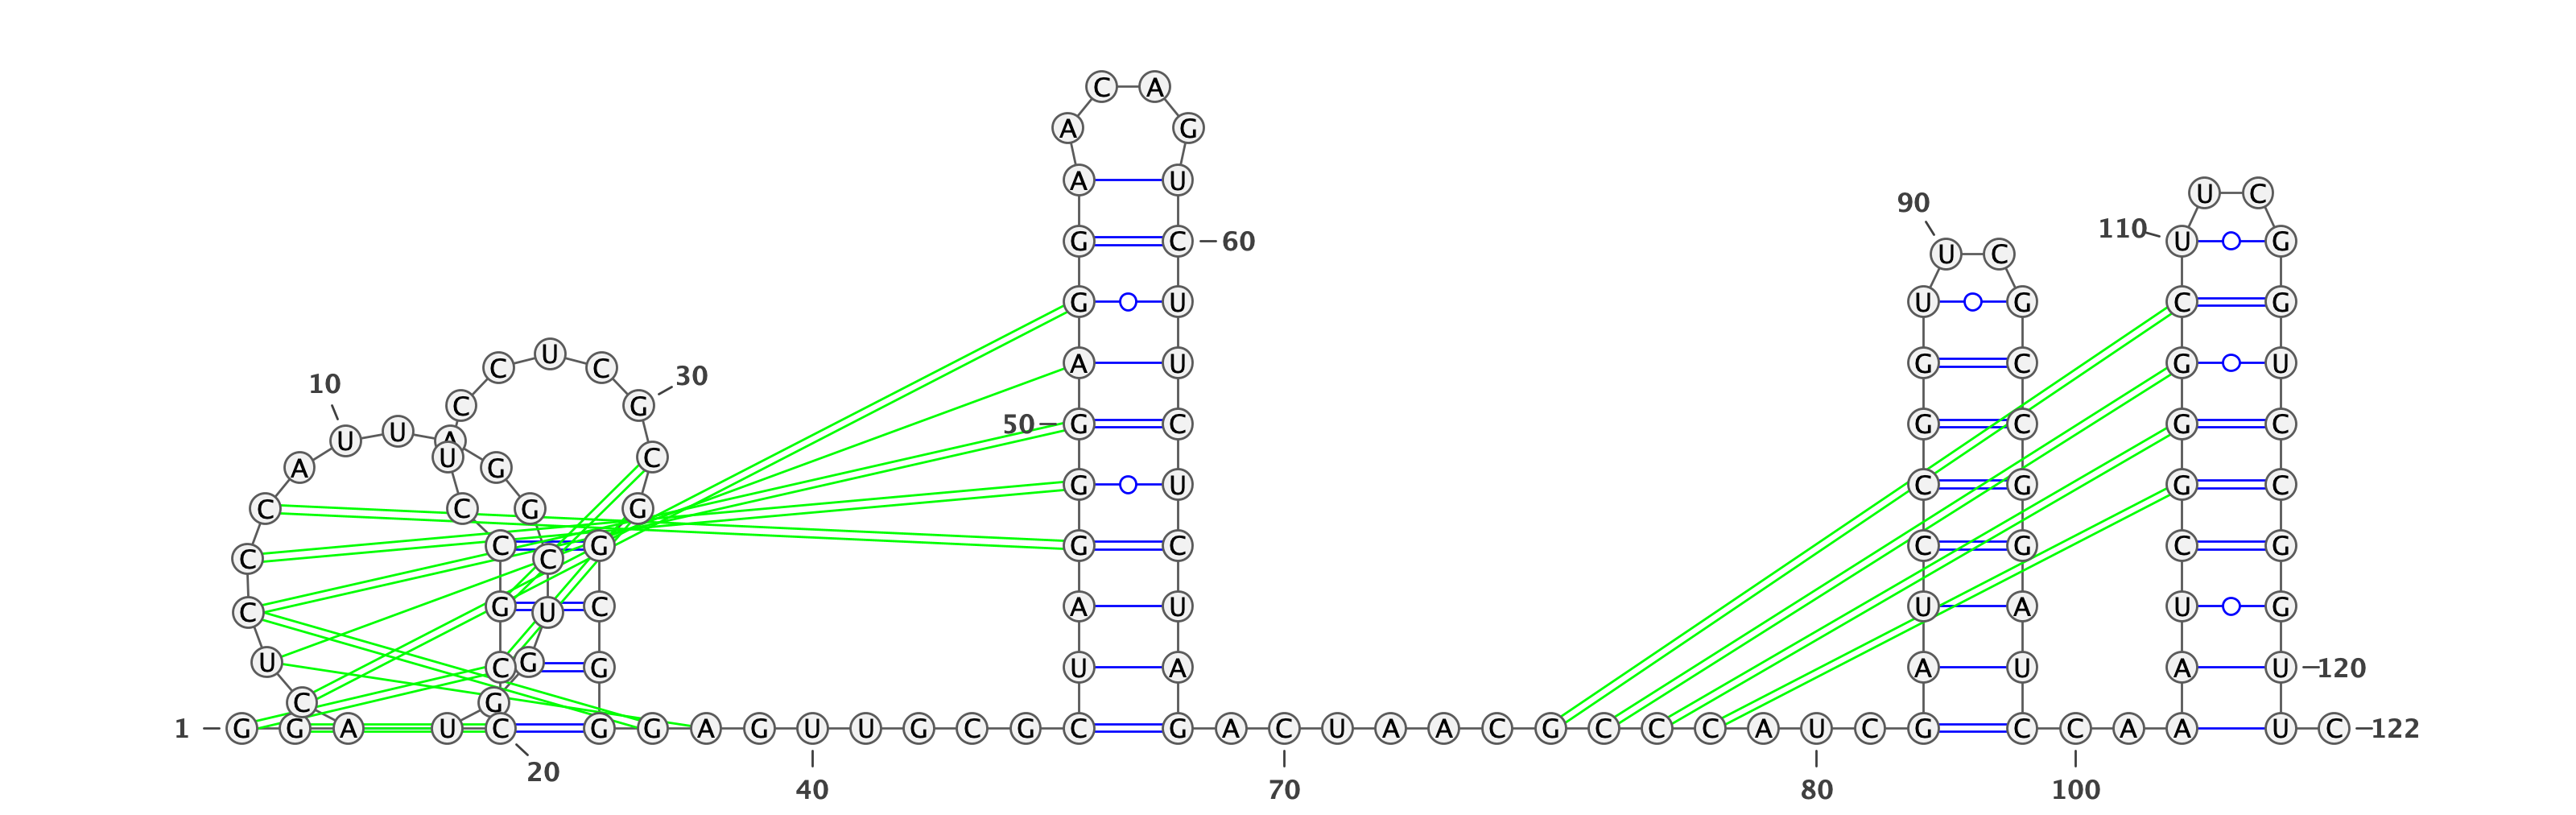 C A
A G
A U
U C
90
110
G C 60 U G
U C
G U U G C G
U
C C A U G C G U
30
10
C G
50 G C G C G C
U
U A
U C
A G
G U C G G C
C C G G
C G G C C G C G
C C
G C A U U A U G
C U
U G
C G U A A U A U 120
C G
1 G G A U C G G A G U U G C G C G A C U A A C G C C C A U C G C C A A U C 122
20
40 70 80 100